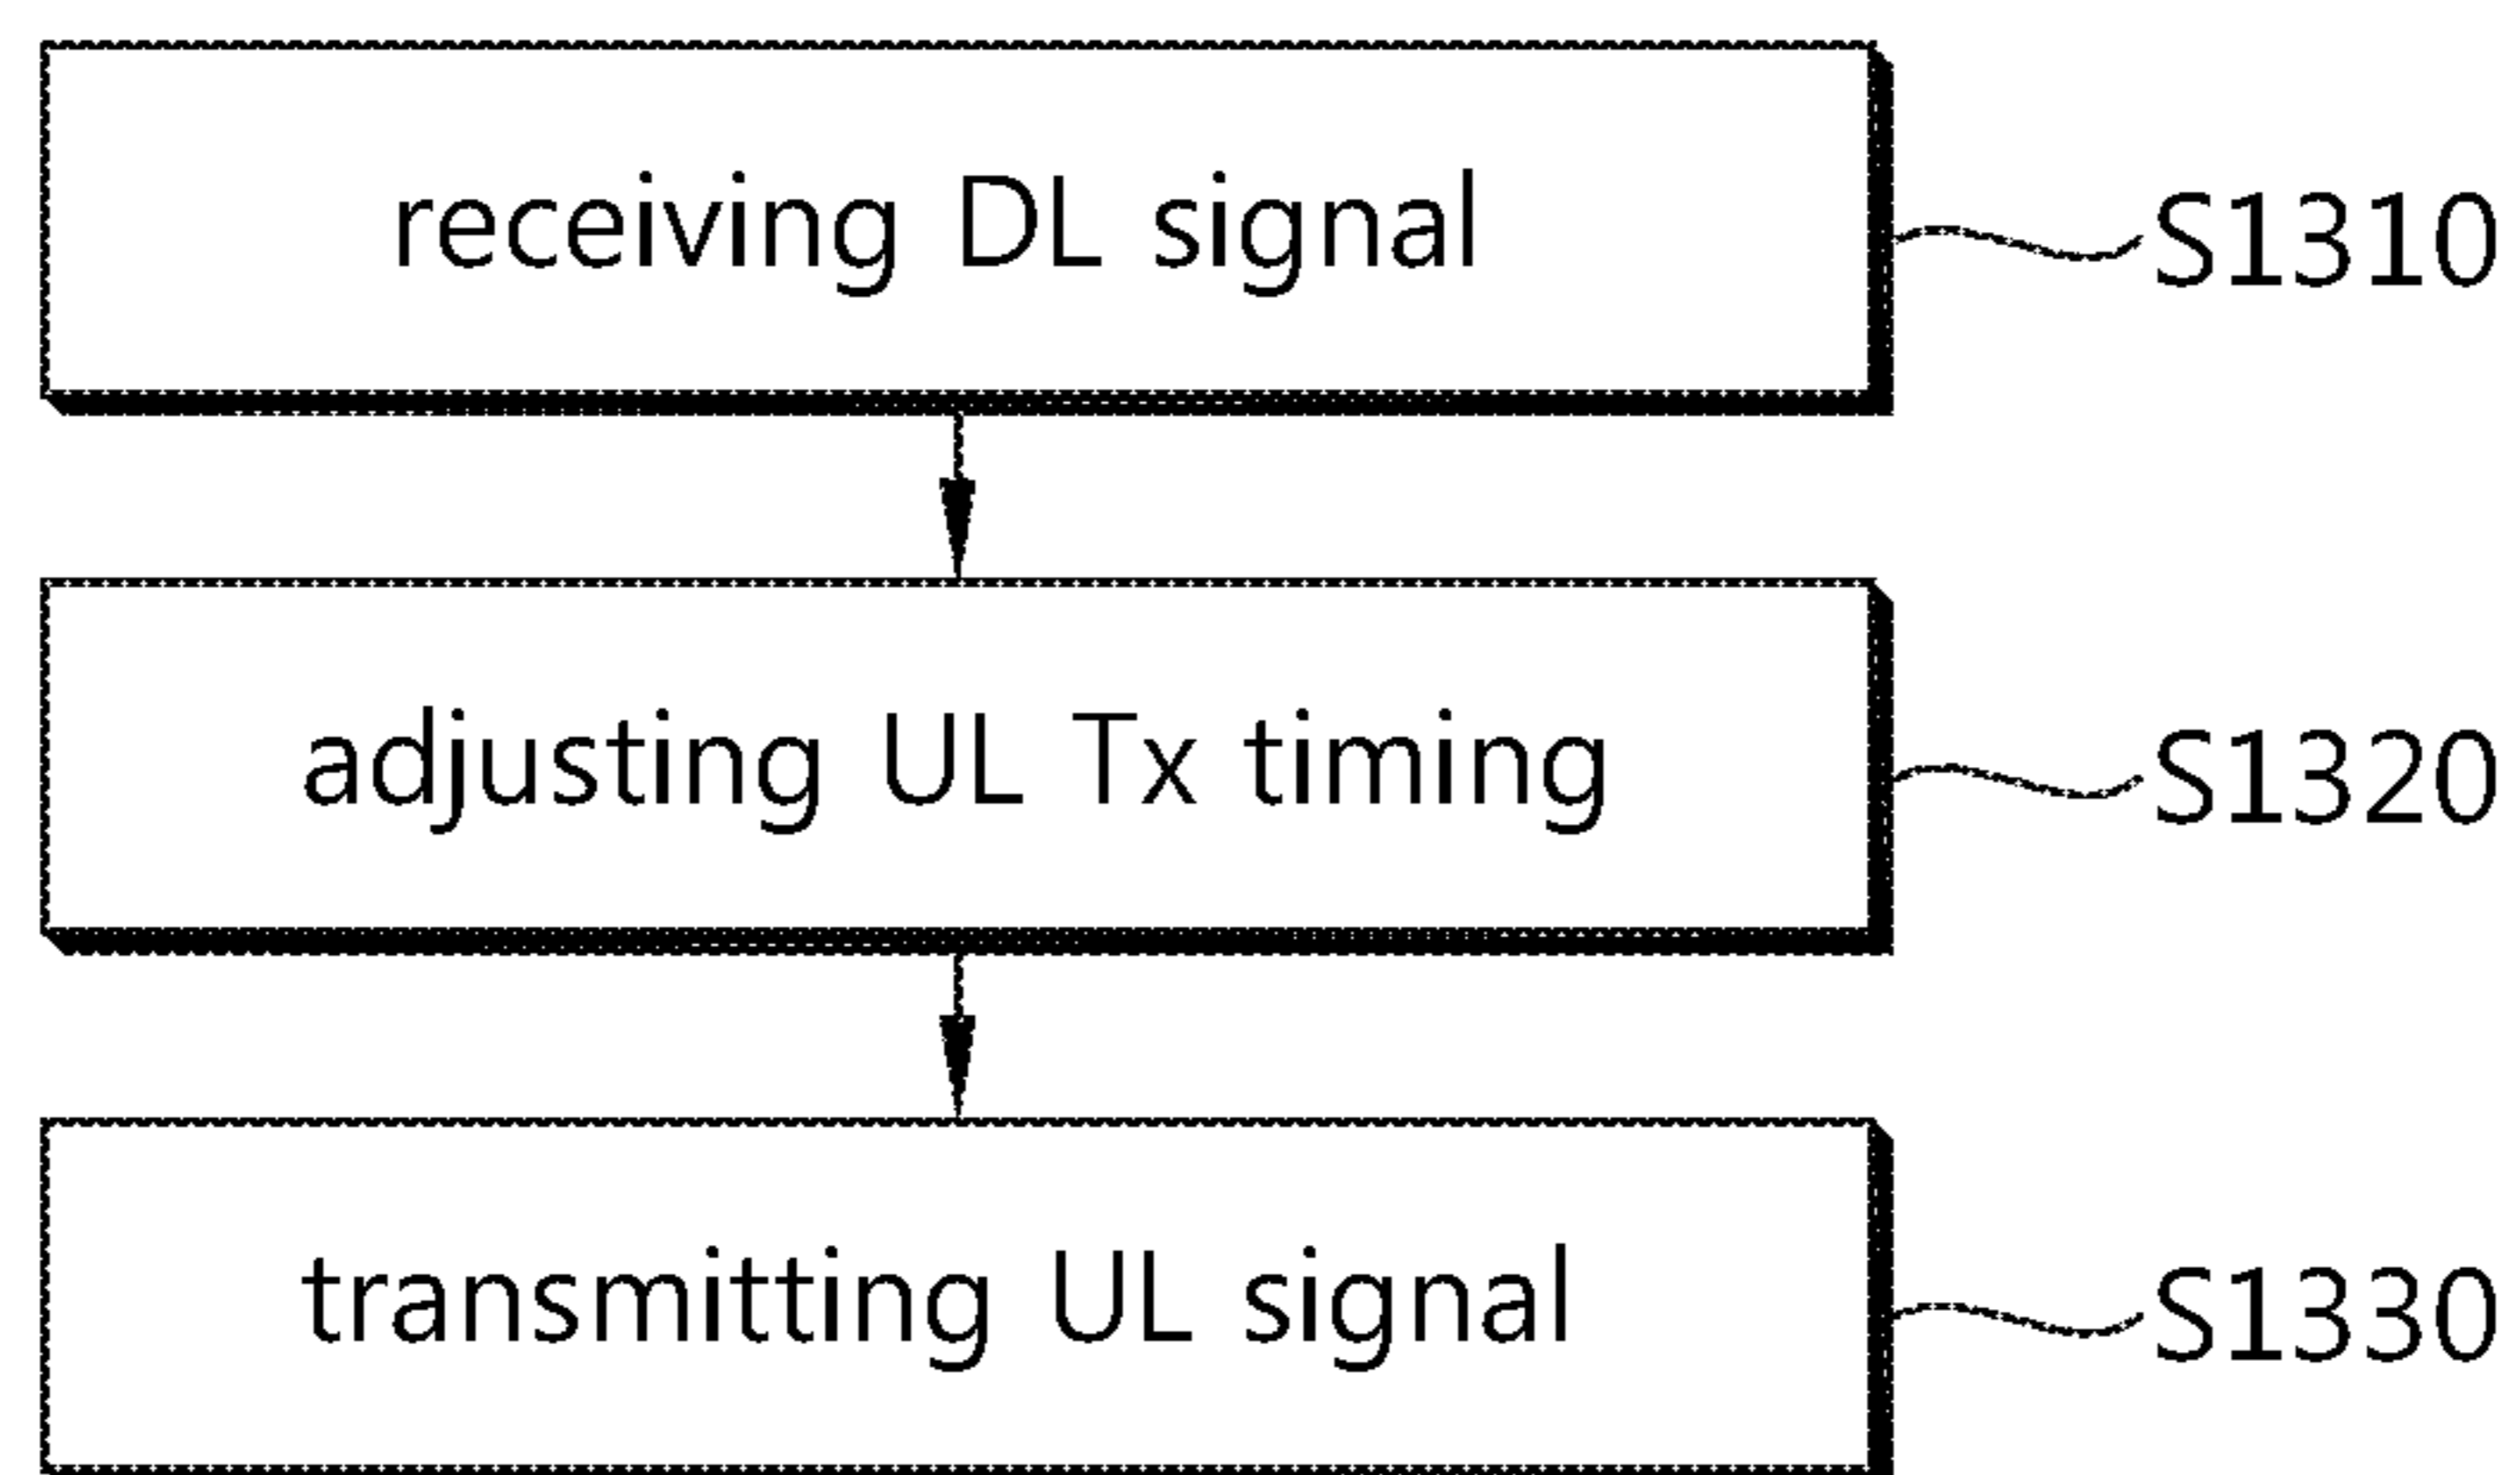 receiving DL signal
S1310
adjusting UL Tx timing
S1320
transmitting UL signal
S1330